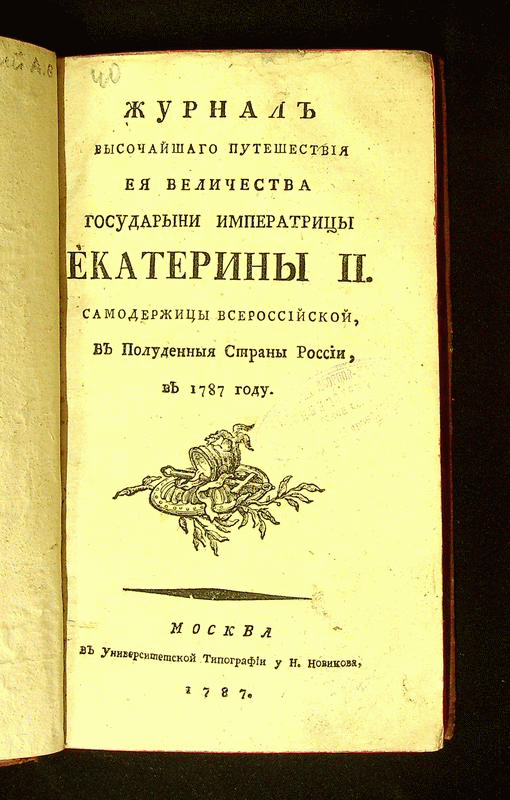 40
ЖУРНАЛЪ
ВЫСОЧАЙШАГО ПУТЕШЕСТВІЯ
ЕЯ ВЕЛИЧЕСТВА
ГОСУДАРЫНИ ИМПЕРАТРИЦЫ
ЕКАТЕРИНЫ II.
САМОДЕРЖИЦЫ ВСЕРОССІЙСКОЙ,
ВЪ Полуденныя Страны Россіи,
вЪ 1787 году.
МОСКВА
ВЪ Университетской Типографіи у Н. Новикова,
1787.